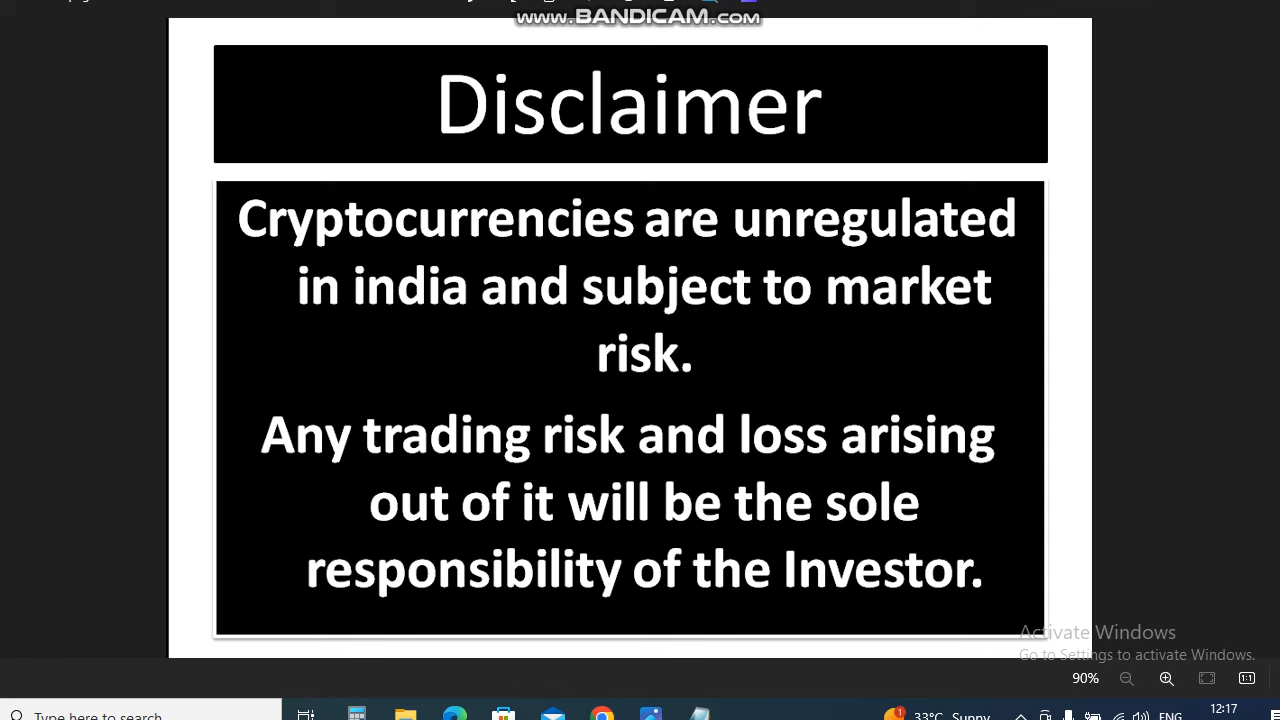 www.BANDICAM.com
Disclaimer
Cryptocurrencies are unregulated
in india and subject to market
risk.
Any trading risk and loss arising
out of it will be the sole
responsibility of the Investor.
Activate Windows
Go to Settings to activate Windows.
90%
Type here to search
1
33°C Sunny
ENG
12:17